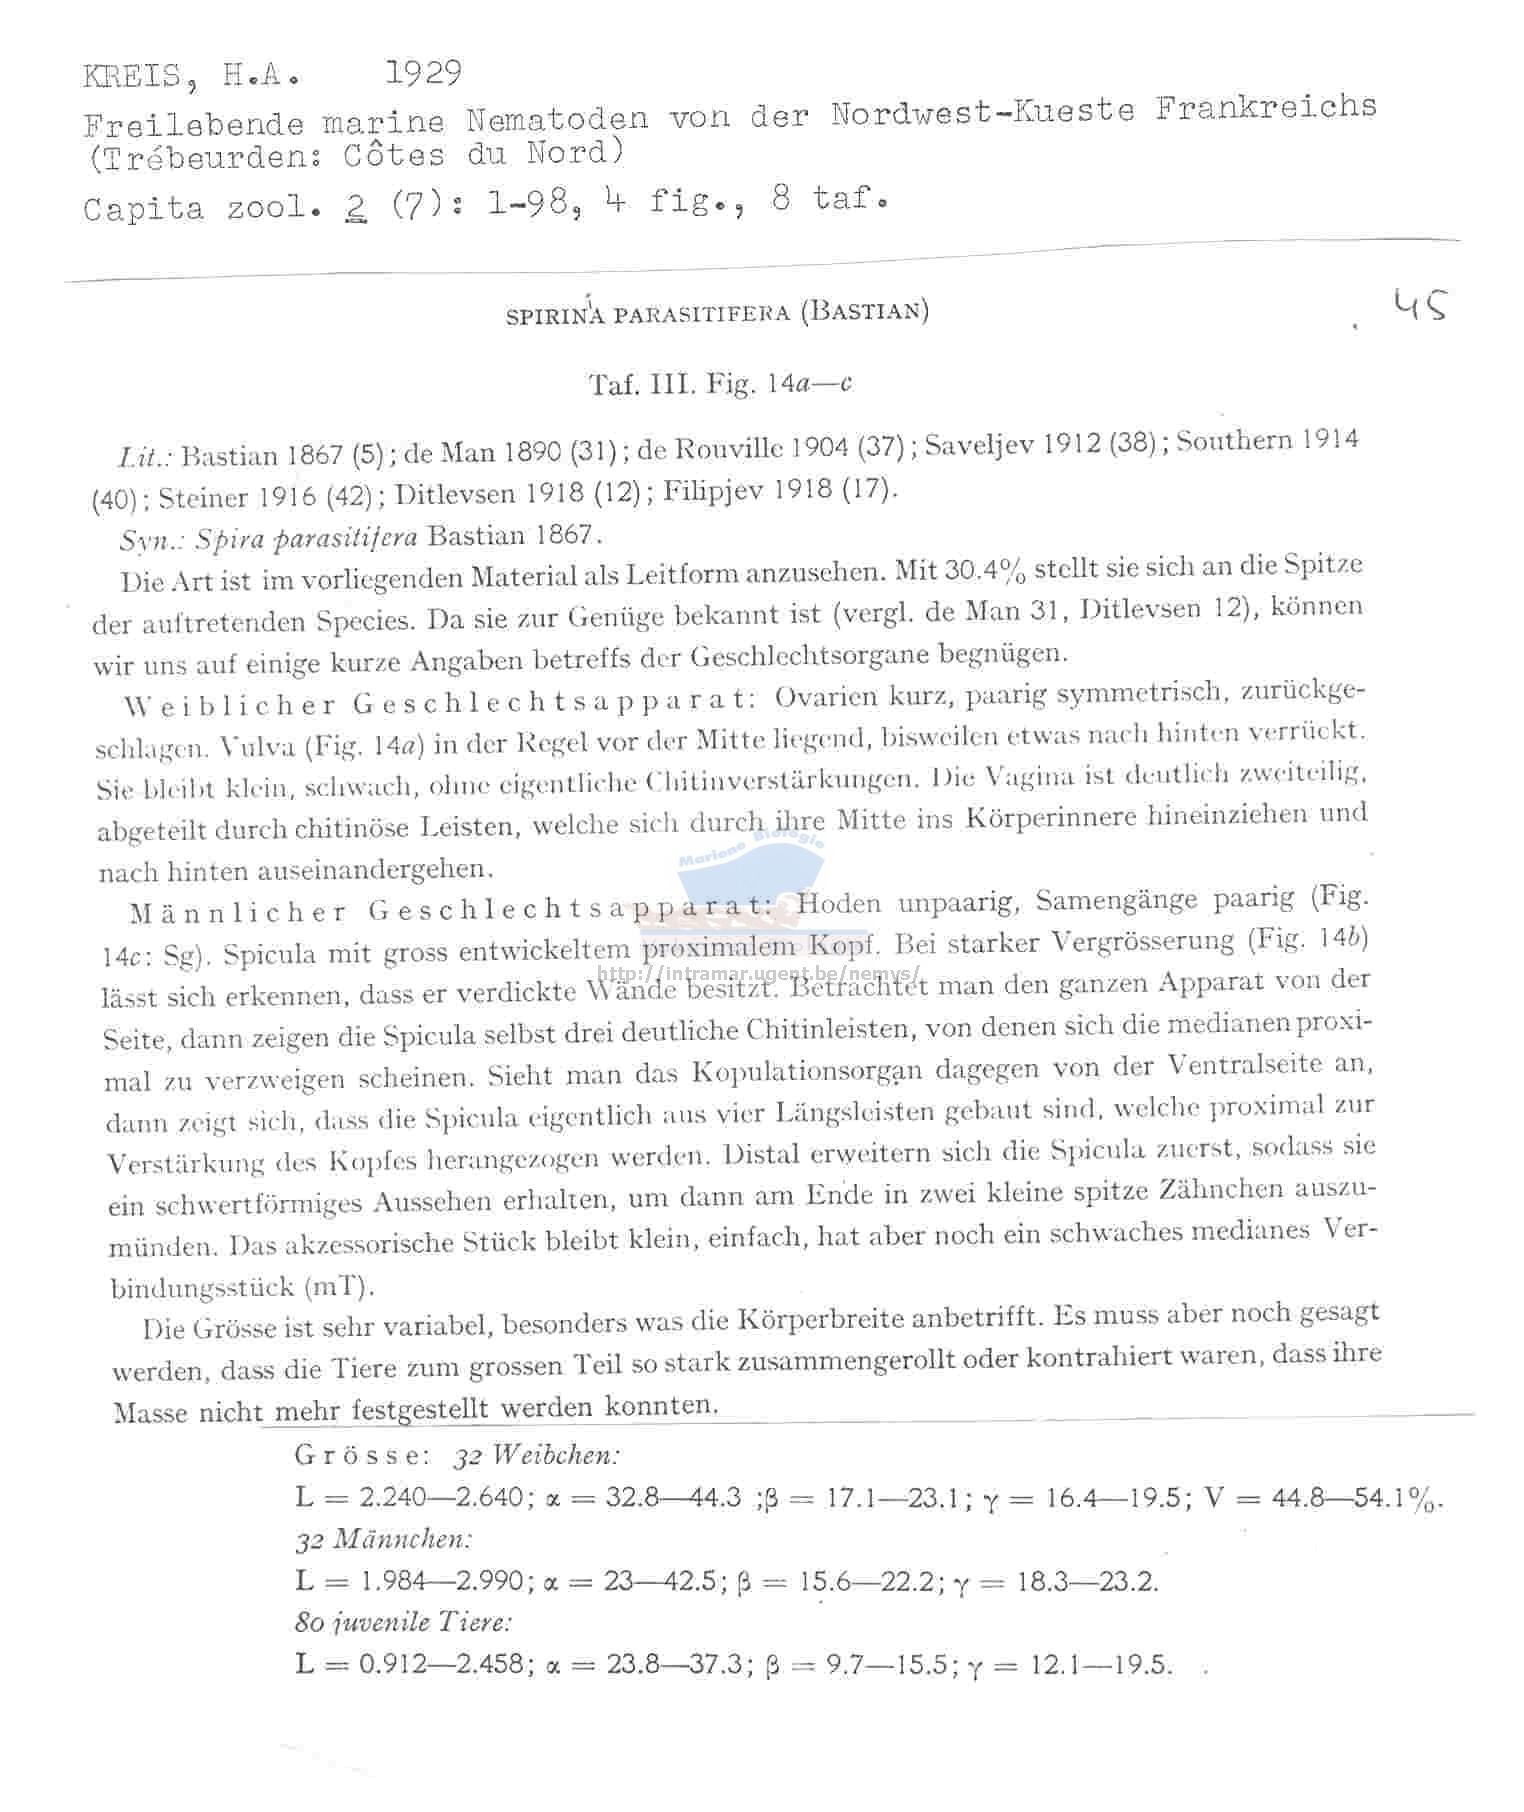 KREIS, H.A. 1929
Freilebende marine Nematoden von der Nordwest-Kueste Frankreichs
(Trébeurden: Côtes du Nord)
Capita zool. 2 (7): 1-98, 4 fig., 8 taf.
45
SPIRINA PARASITIFERA (BASTIAN)
Taf. III. Fig. 14a—c
Lit.: Bastian 1867 (5); de Man 1890 (31); de Rouville 1904 (37); Saveljev 1912 (38); Southern 1914
(40); Steiner 1916 (42); Ditlevsen 1918 (12); Filipjev 1918 (17).
Syn.: Spira parasitifera Bastian 1867.
Die Art ist im vorliegenden Material als Leitform anzusehen. Mit 30.4% stellt sie sich an die Spitze
der auftretenden Species. Da sie zur Genüge bekannt ist (vergl. de Man 31, Ditlevsen 12), können
wir uns auf einige kurze Angaben betreffs der Geschlechtsorgane begnügen.
Weiblicher Geschlechtsapparat: Ovarien kurz, paarig symmetrisch, zurückge-
schlagen. Vulva (Fig. 14a) in der Regel vor der Mitte liegend, bisweilen etwas nach hinten verrückt.
Sie bleibt klein, schwach, ohne eigentliche Chitinverstärkungen. Die Vagina ist deutlich zweiteilig,
abgeteilt durch chitinöse Leisten, welche sich durch ihre Mitte ins Körperinnere hineinziehen und
nach hinten auseinandergehen.
Mariene Biologie
Männlicher Geschlechtsapparat: Hoden unpaarig, Samengänge paarig (Fig.
14c: Sg). Spicula mit gross entwickeltem proximalem Kopf. Bei starker Vergrösserung (Fig. 14b)
http://intramar.ugent.be/nemys/
lässt sich erkennen, dass er verdickte Wände besitzt. Betrachtet man den ganzen Apparat von der
Seite, dann zeigen die Spicula selbst drei deutliche Chitinleisten, von denen sich die medianen proxi-
mal zu verzweigen scheinen. Sieht man das Kopulationsorgan dagegen von der Ventralseite an,
dann zeigt sich, dass die Spicula eigentlich aus vier Längsleisten gebaut sind, welche proximal zur
Verstärkung des Kopfes herangezogen werden. Distal erweitern sich die Spicula zuerst, sodass sie
ein schwertförmiges Aussehen erhalten, um dann am Ende in zwei kleine spitze Zähnchen auszu-
münden. Das akzessorische Stück bleibt klein, einfach, hat aber noch ein schwaches medianes Ver-
bindungsstück (mT).
Die Grösse ist sehr variabel, besonders was die Körperbreite anbetrifft. Es muss aber noch gesagt
werden, dass die Tiere zum grossen Teil so stark zusammengerollt oder kontrahiert waren, dass ihre
Masse nicht mehr festgestellt werden konnten.
Grösse: 32 Weibchen:
L = 2.240—2.640; α = 32.8—44.3 ;β = 17.1—23.1; γ = 16.4—19.5; V = 44.8—54.1%.
32 Männchen:
L = 1.984—2.990; α = 23—42.5; β = 15.6—22.2; γ = 18.3—23.2.
80 juvenile Tiere:
L = 0.912—2.458; α = 23.8—37.3; β = 9.7—15.5; γ = 12.1—19.5.